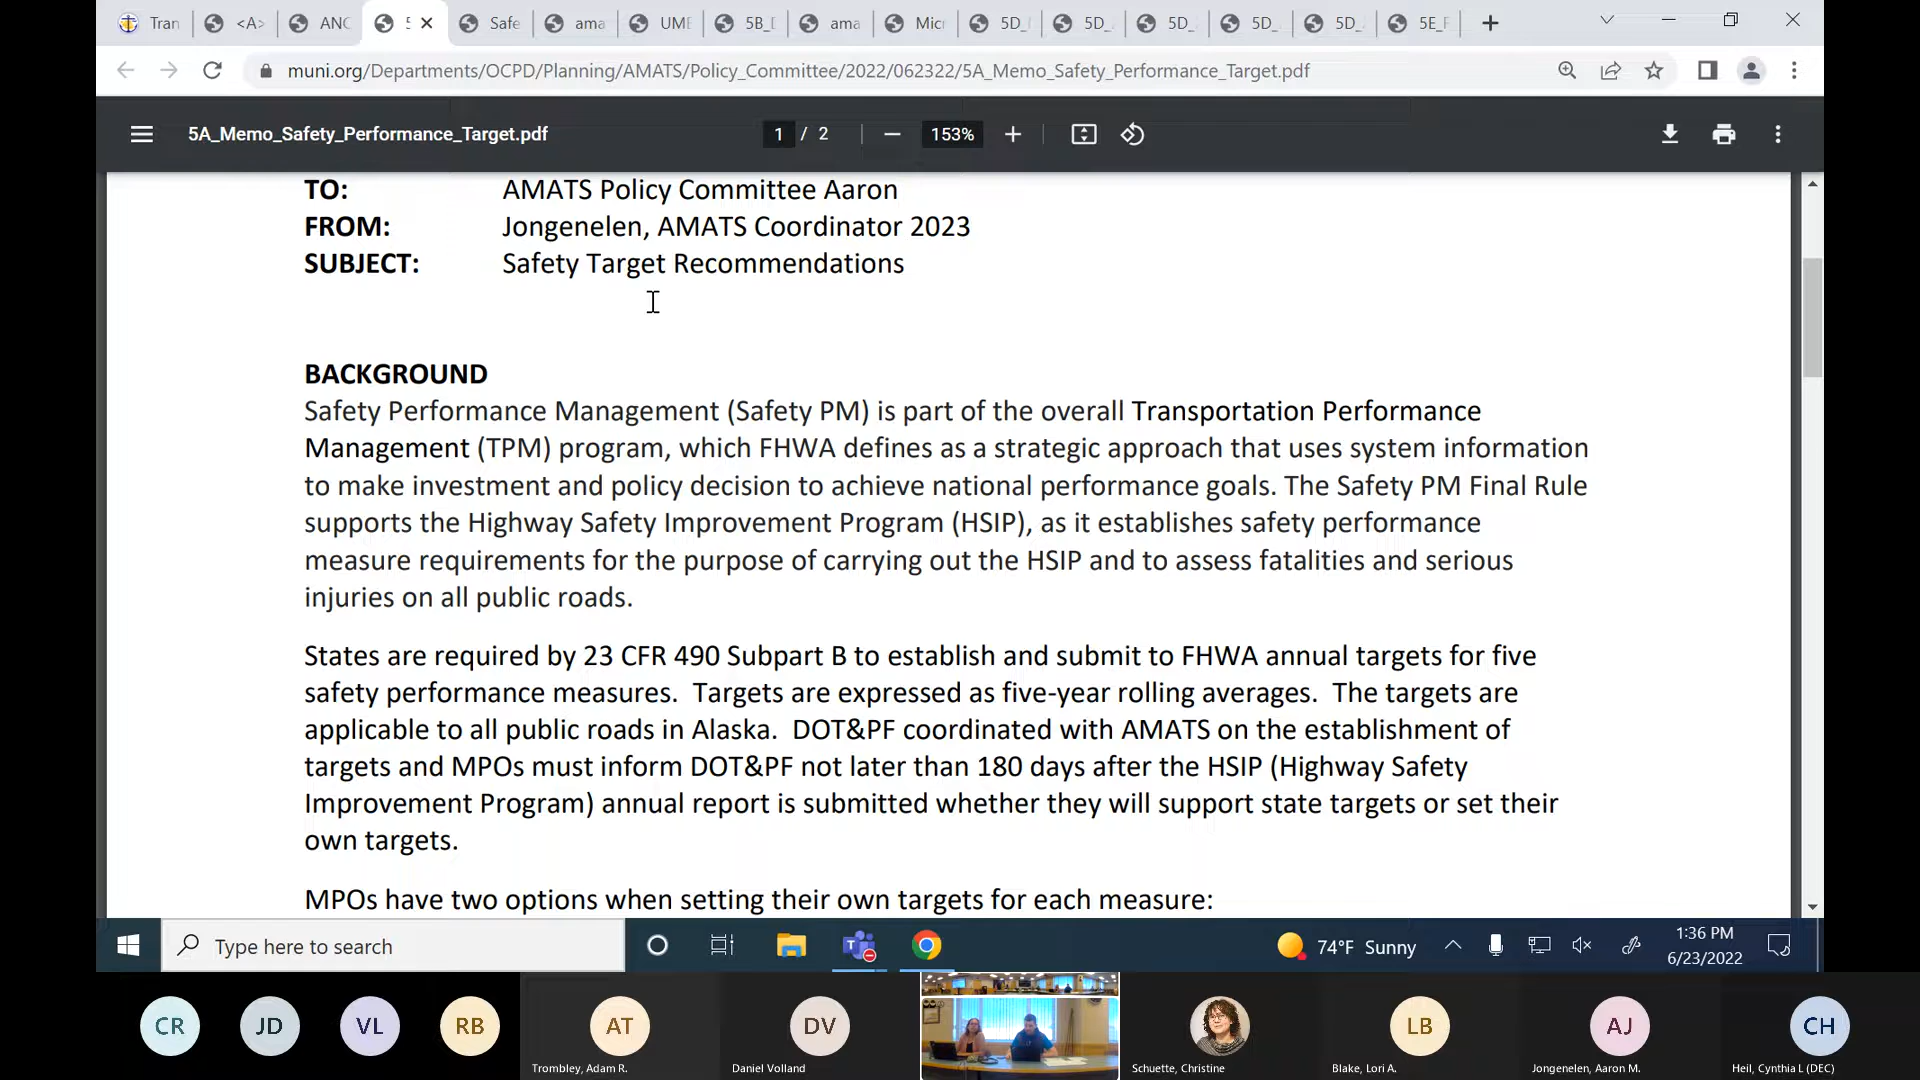 Tran
<A>
ANC
5
Safe
ama
UME
5B_D
ama
Micr
5D_
5D_
5D_
5D_
5D_
5E_F
muni.org/Departments/OCPD/Planning/AMATS/Policy_Committee/2022/062322/5A_Memo_Safety_Performance_Target.pdf
5A_Memo_Safety_Performance_Target.pdf
1 / 2
153%
TO: AMATS Policy Committee Aaron
FROM: Jongenelen, AMATS Coordinator 2023
SUBJECT: Safety Target Recommendations
BACKGROUND
Safety Performance Management (Safety PM) is part of the overall Transportation Performance
Management (TPM) program, which FHWA defines as a strategic approach that uses system information
to make investment and policy decision to achieve national performance goals. The Safety PM Final Rule
supports the Highway Safety Improvement Program (HSIP), as it establishes safety performance
measure requirements for the purpose of carrying out the HSIP and to assess fatalities and serious
injuries on all public roads.
States are required by 23 CFR 490 Subpart B to establish and submit to FHWA annual targets for five
safety performance measures. Targets are expressed as five-year rolling averages. The targets are
applicable to all public roads in Alaska. DOT&PF coordinated with AMATS on the establishment of
targets and MPOs must inform DOT&PF not later than 180 days after the HSIP (Highway Safety
Improvement Program) annual report is submitted whether they will support state targets or set their
own targets.
MPOs have two options when setting their own targets for each measure:
Type here to search
74°F Sunny
1:36 PM
6/23/2022
CR
JD
VL
RB
AT
DV
LB
AJ
CH
Trombley, Adam R.
Daniel Volland
Schuette, Christine
Blake, Lori A.
Jongenelen, Aaron M.
Heil, Cynthia L (DEC)